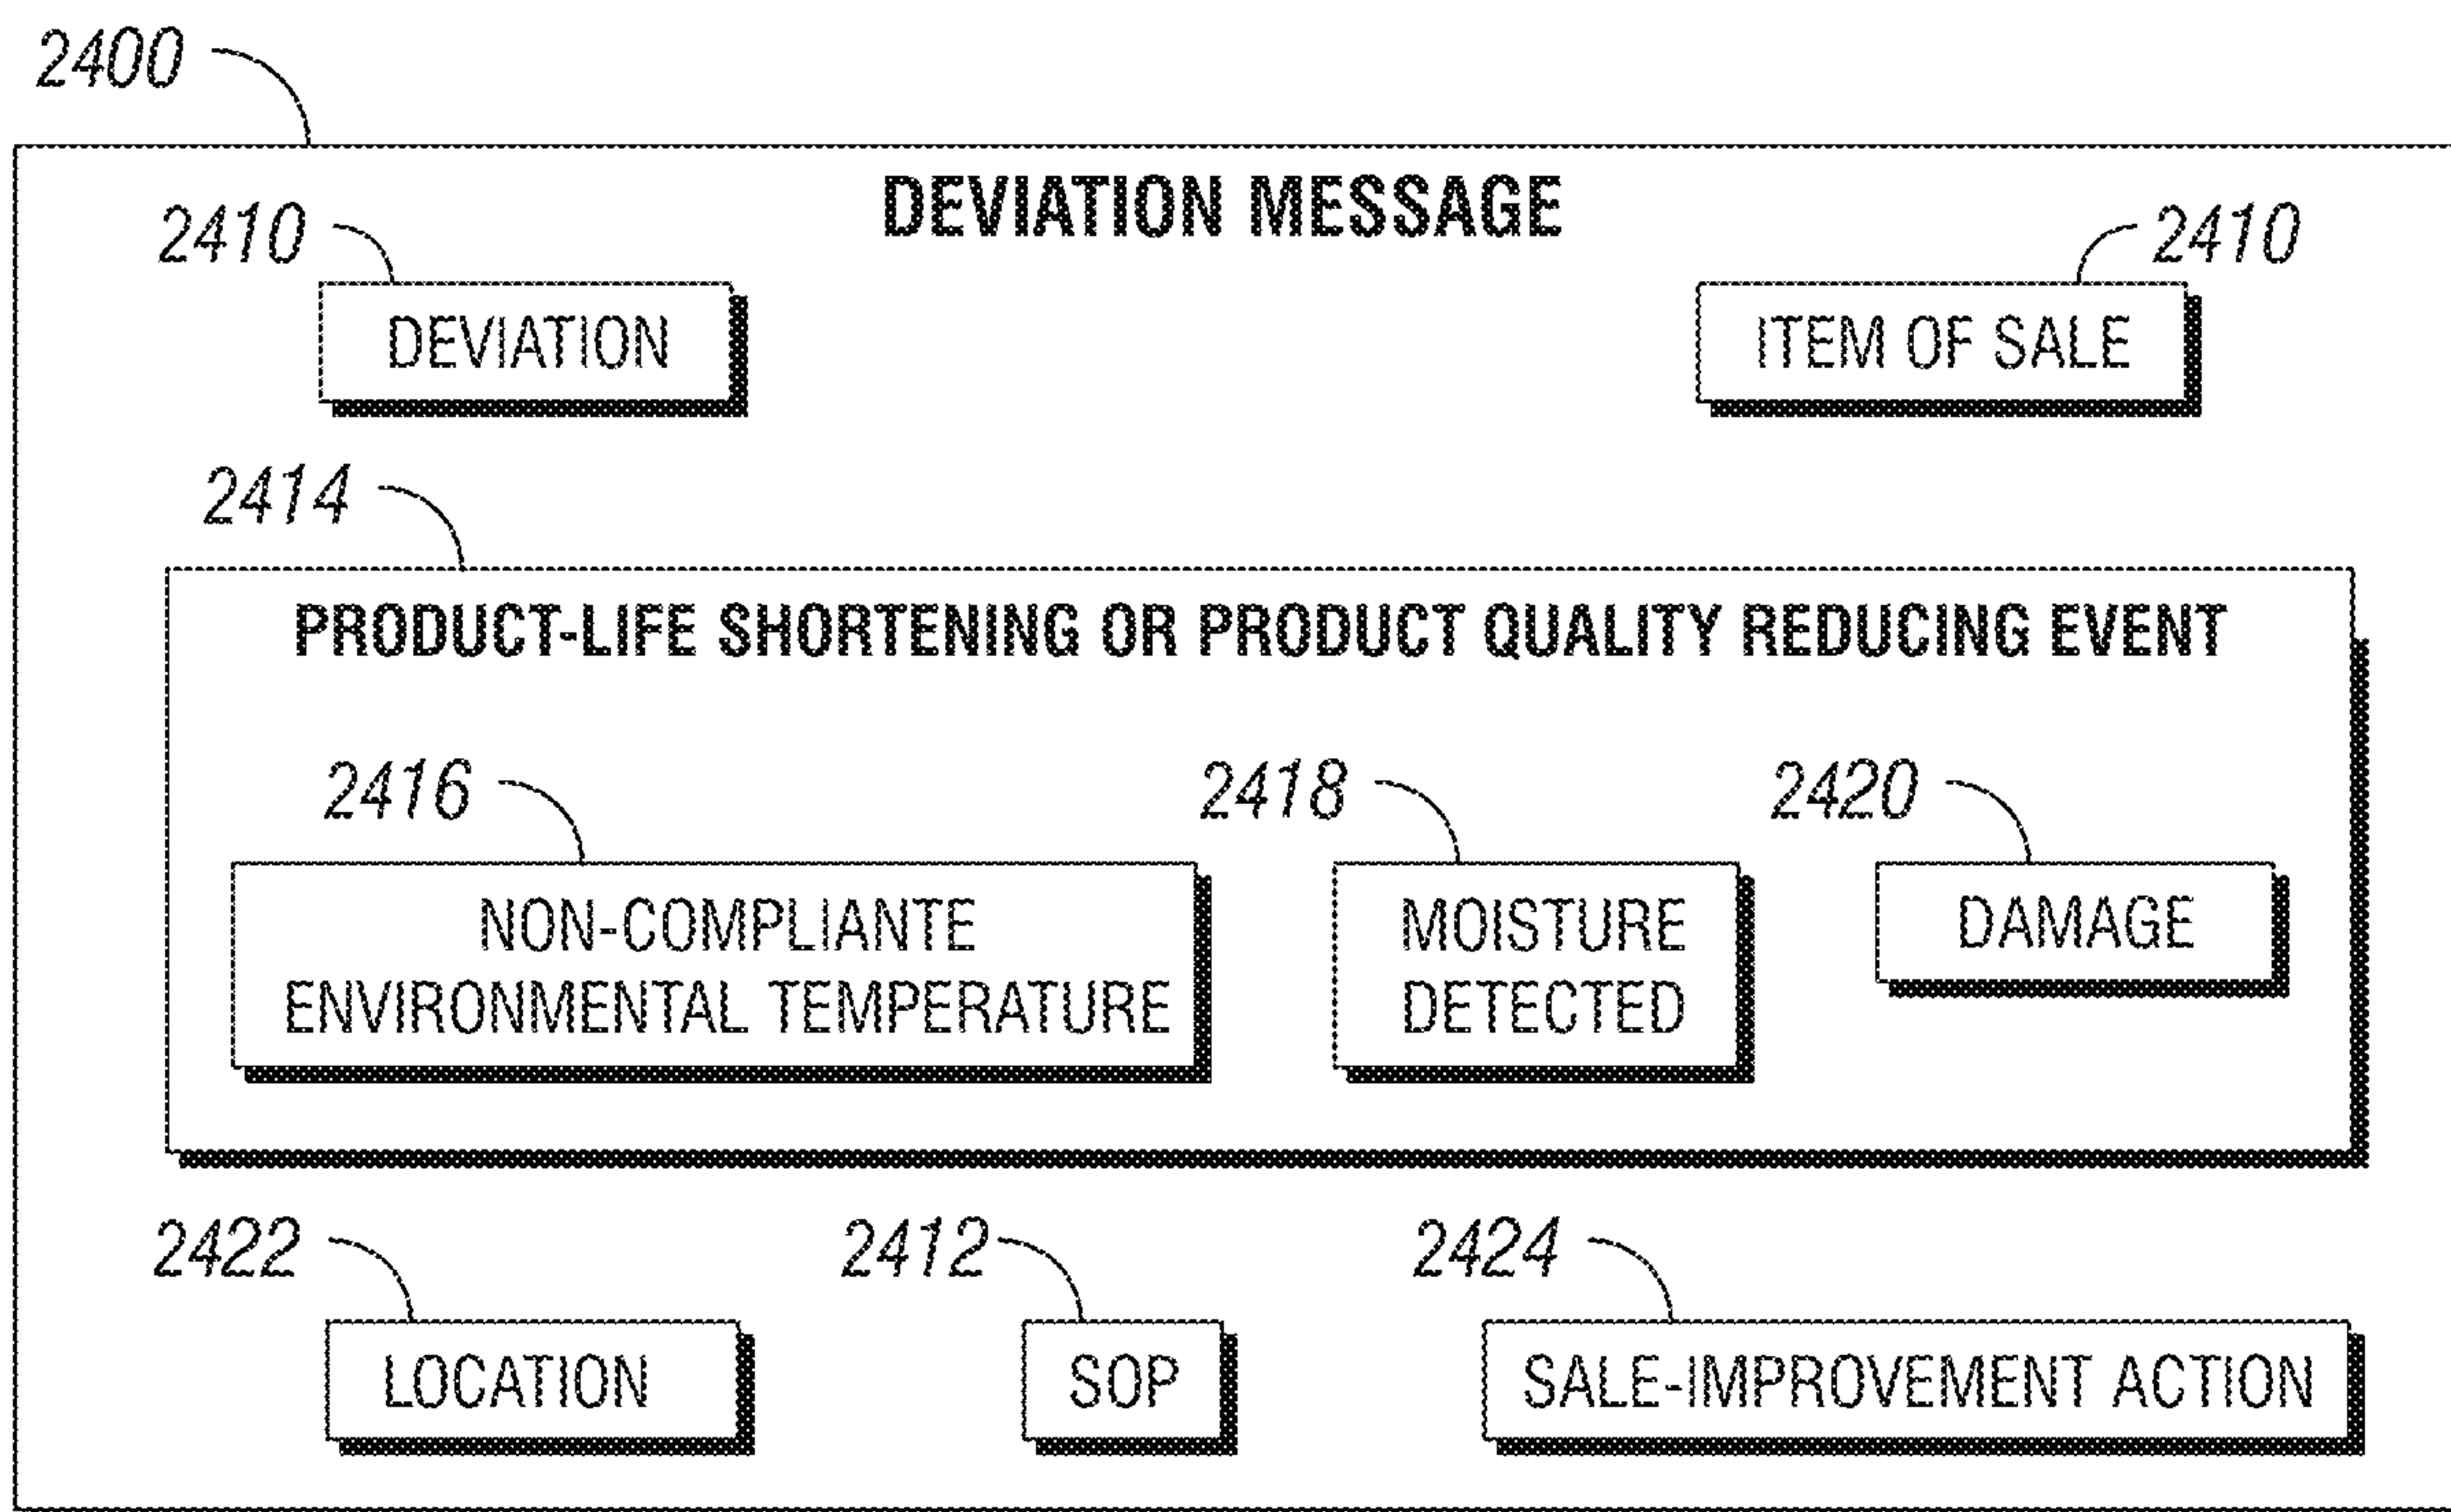 2400
DEVIATION MESSAGE
2410
2410
DEVIATION
ITEM OF SALE
2414
PRODUCT-LIFE SHORTENING OR PRODUCT QUALITY REDUCING EVENT
2416
2418
2420
NON-COMPLIANTE
ENVIRONMENTAL TEMPERATURE
MOISTURE
DETECTED
DAMAGE
2422
2412
2424
LOCATION
SOP
SALE-IMPROVEMENT ACTION